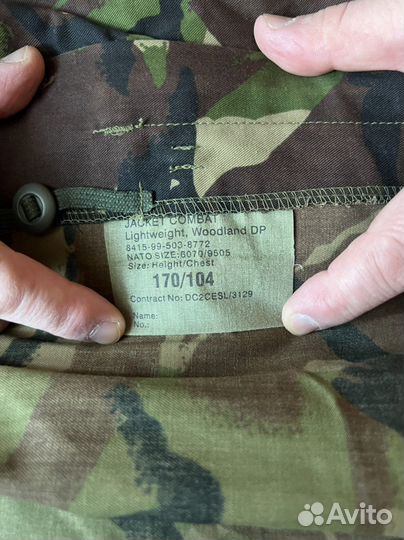 JACKET COMBAT
Lightweight, Woodland DP
8415-99-503-8772
NATO SIZE: 6070/9505
Size: Height/Chest
170/104
Contract No: DC2CESL/3129
Name:
No.:
Avito